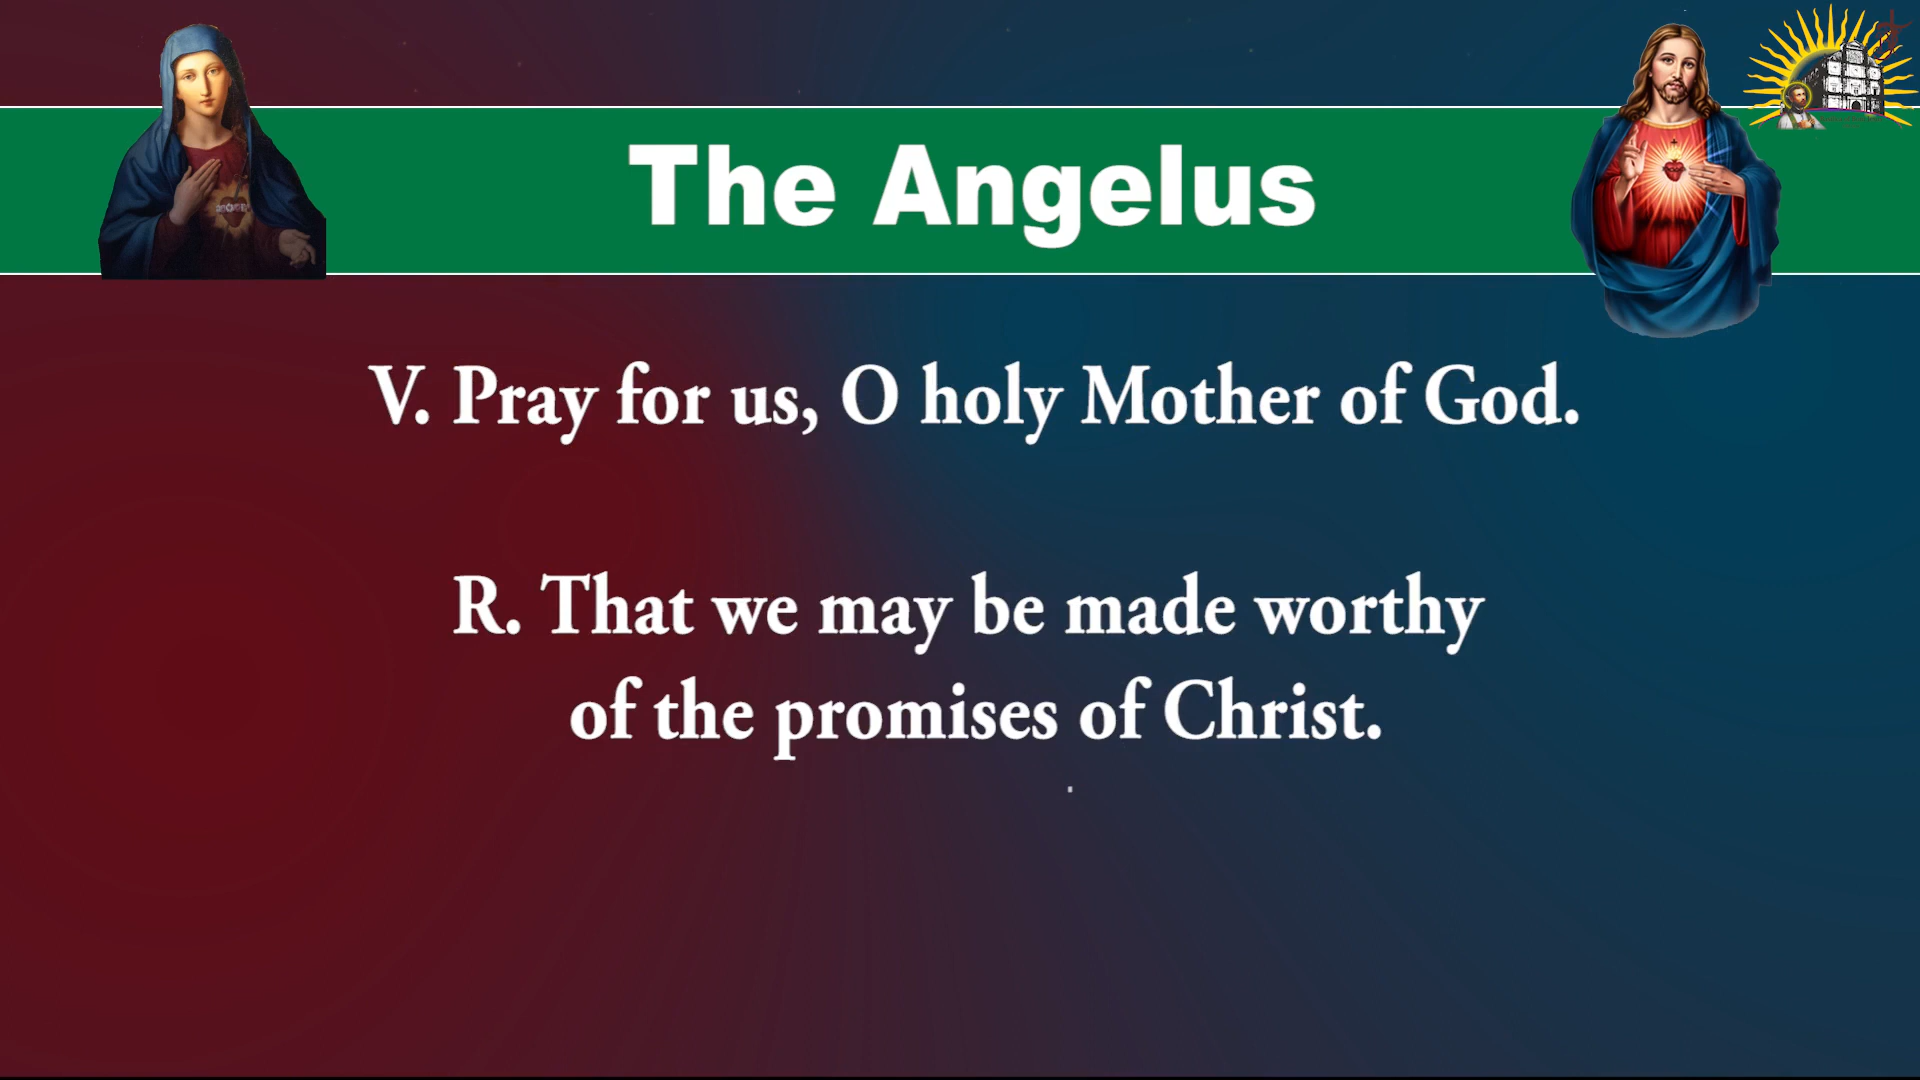 The Angelus
V. Pray for us, O holy Mother of God.
R. That we may be made worthy
of the promises of Christ.